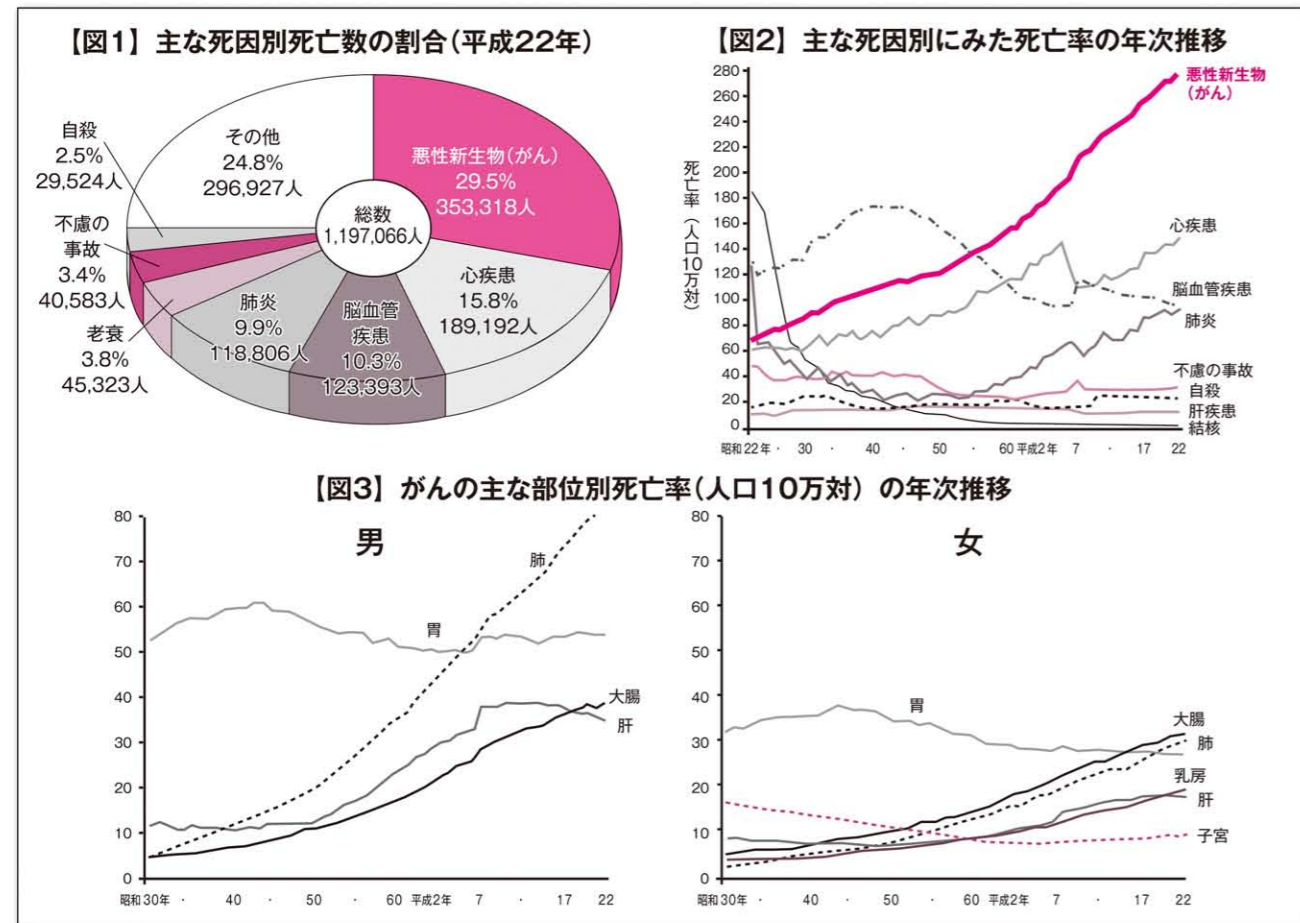 【図1】 主な死因別死亡数の割合(平成22年)
その他
24.8%
296,927人
悪性新生物(がん)
29.5%
353,318人
心疾患
15.8%
189,192人
脳血管
疾患
10.3%
123,393人
肺炎
9.9%
118,806人
老衰
3.8%
45,323人
不慮の
事故
3.4%
40,583人
自殺
2.5%
29,524人
総数
1,197,066人
【図2】 主な死因別にみた死亡率の年次推移
死亡率(人口10万対)
280
260
240
220
200
180
160
140
120
100
80
60
40
20
0
昭和22年 ・ 30 ・ 40 ・ 50 ・ 60 平成2年 7 ・ 17 22
悪性新生物
(がん)
心疾患
脳血管疾患
肺炎
不慮の事故
自殺
肝疾患
結核
【図3】 がんの主な部位別死亡率(人口10万対) の年次推移
男
80
70
60
50
40
30
20
10
0
昭和30年 ・ 40 ・ 50 ・ 60 平成2年 7 ・ 17 22
肺
胃
大腸
肝
女
80
70
60
50
40
30
20
10
0
昭和30年 ・ 40 ・ 50 ・ 60 平成2年 7 ・ 17 22
胃
大腸
肺
乳房
肝
子宮